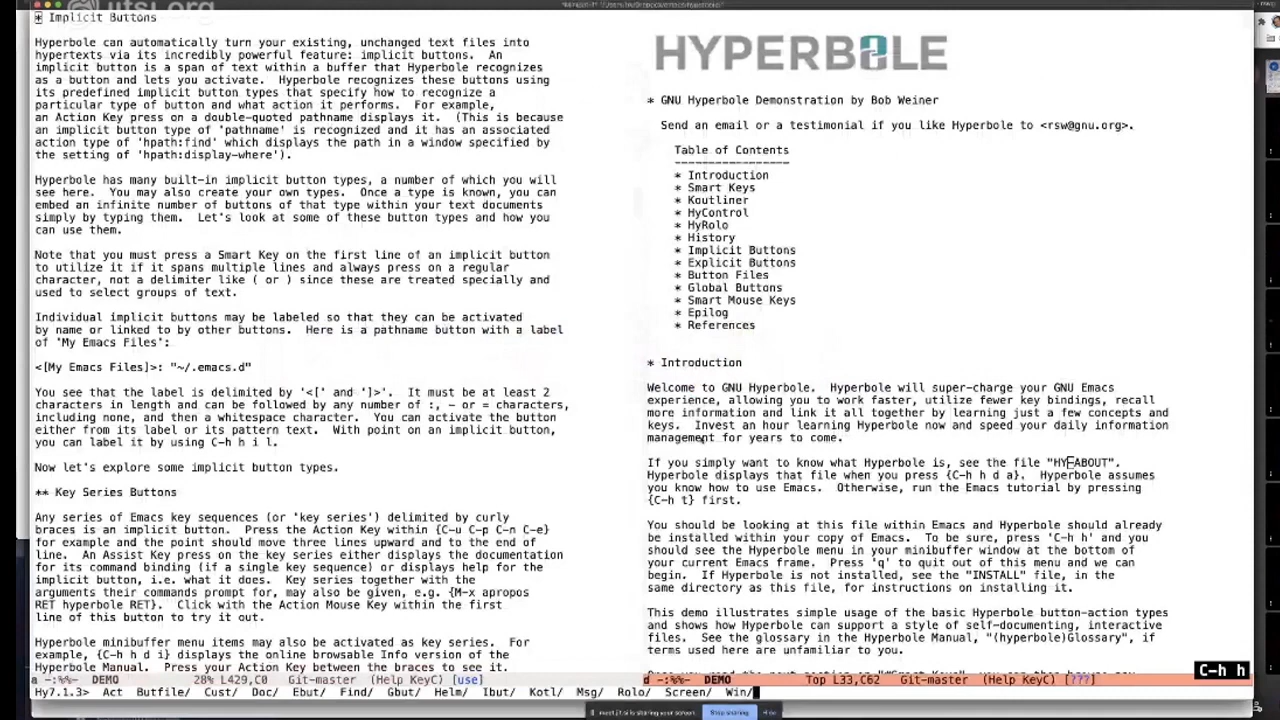 * Implicit Buttons
Hyperbole can automatically turn your existing, unchanged text files into
hypertexts via its incredibly powerful feature: implicit buttons.  An
implicit button is a span of text within a buffer that Hyperbole recognizes
as a button and lets you activate.  Hyperbole recognizes these buttons using
its predefined implicit button types that specify how to recognize a
particular type of button and what action it performs.  For example,
an Action Key press on a double-quoted pathname displays it.  (This is because
an implicit button type of 'pathname' is recognized and it has an associated
action type of 'hpath:find' which displays the path in a window specified by
the setting of 'hpath:display-where').
Hyperbole has many built-in implicit button types, a number of which you will
see here.  You may also create your own types.  Once a type is known, you can
embed an infinite number of buttons of that type within your text documents
simply by typing them.  Let's look at some of these button types and how you
can use them.
Note that you must press a Smart Key on the first line of an implicit button
to utilize it if it spans multiple lines and always press on a regular
character, not a delimiter like ( or ) since these are treated specially and
used to select groups of text.
Individual implicit buttons may be labeled so that they can be activated
by name or linked to by other buttons.  Here is a pathname button with a label
of 'My Emacs Files':
<[My Emacs Files]>: "~/.emacs.d"
You see that the label is delimited by '<[' and ']>'.  It must be at least 2
characters in length and can be followed by any number of :, - or = characters,
including none, and then a whitespace character.  You can activate the button
either from its label or its pattern text.  With point on an implicit button,
you can label it by using C-h h i l.
Now let's explore some implicit button types.
** Key Series Buttons
Any series of Emacs key sequences (or 'key series') delimited by curly
braces is an implicit button.  Press the Action Key within {C-u C-p C-n C-e}
for example and the point should move three lines upward and to the end of
line.  An Assist Key press on the key series either displays the documentation
for its command binding (if a single key sequence) or displays help for the
implicit button, i.e. what it does.  Key series together with the
arguments their commands prompt for, may also be given, e.g. {M-x apropos
RET hyperbole RET}.  Click with the Action Mouse Key within the first
line of this button to try it out.
Hyperbole minibuffer menu items may also be activated as key series.  For
example, {C-h h d i} displays the online browsable Info version of the
Hyperbole Manual.  Press your Action Key between the braces to see it.
-:%%-  DEMO  28% L429,C0  Git-master  (Help KeyC) [use]
HYPERBOLE
* GNU Hyperbole Demonstration by Bob Weiner
Send an email or a testimonial if you like Hyperbole to <rsw@gnu.org>.
Table of Contents
-----------------
* Introduction
* Smart Keys
* Koutliner
* HyControl
* HyRolo
* History
* Implicit Buttons
* Explicit Buttons
* Button Files
* Global Buttons
* Smart Mouse Keys
* Epilog
* References
* Introduction
Welcome to GNU Hyperbole.  Hyperbole will super-charge your GNU Emacs
experience, allowing you to work faster, utilize fewer key bindings, recall
more information and link it all together by learning just a few concepts and
keys.  Invest an hour learning Hyperbole now and speed your daily information
management for years to come.
If you simply want to know what Hyperbole is, see the file "HY-ABOUT".
Hyperbole displays that file when you press {C-h h d a}.  Hyperbole assumes
you know how to use Emacs.  Otherwise, run the Emacs tutorial by pressing
{C-h t} first.
You should be looking at this file within Emacs and Hyperbole should already
be installed within your copy of Emacs.  To be sure, press 'C-h h' and you
should see the Hyperbole menu in your minibuffer window at the bottom of
your current Emacs frame.  Press 'q' to quit out of this menu and we can
begin.  If Hyperbole is not installed, see the "INSTALL" file, in the
same directory as this file, for instructions on installing it.
This demo illustrates simple usage of the basic Hyperbole button-action types
and shows how Hyperbole can support a style of self-documenting, interactive
files.  See the glossary in the Hyperbole Manual, "(hyperbole)Glossary", if
terms used here are unfamiliar to you.
C-h h
-:%%-  DEMO  Top L33,C62  Git-master  (Help KeyC) [???]
Hy7.1.3>  Act  Butfile/  Cust/  Doc/  Ebut/  Find/  Gbut/  Helm/  Ibut/  Kotl/  Msg/  Rolo/  Screen/  Win/
meet.jit.si is sharing your screen.  Stop sharing  Hide